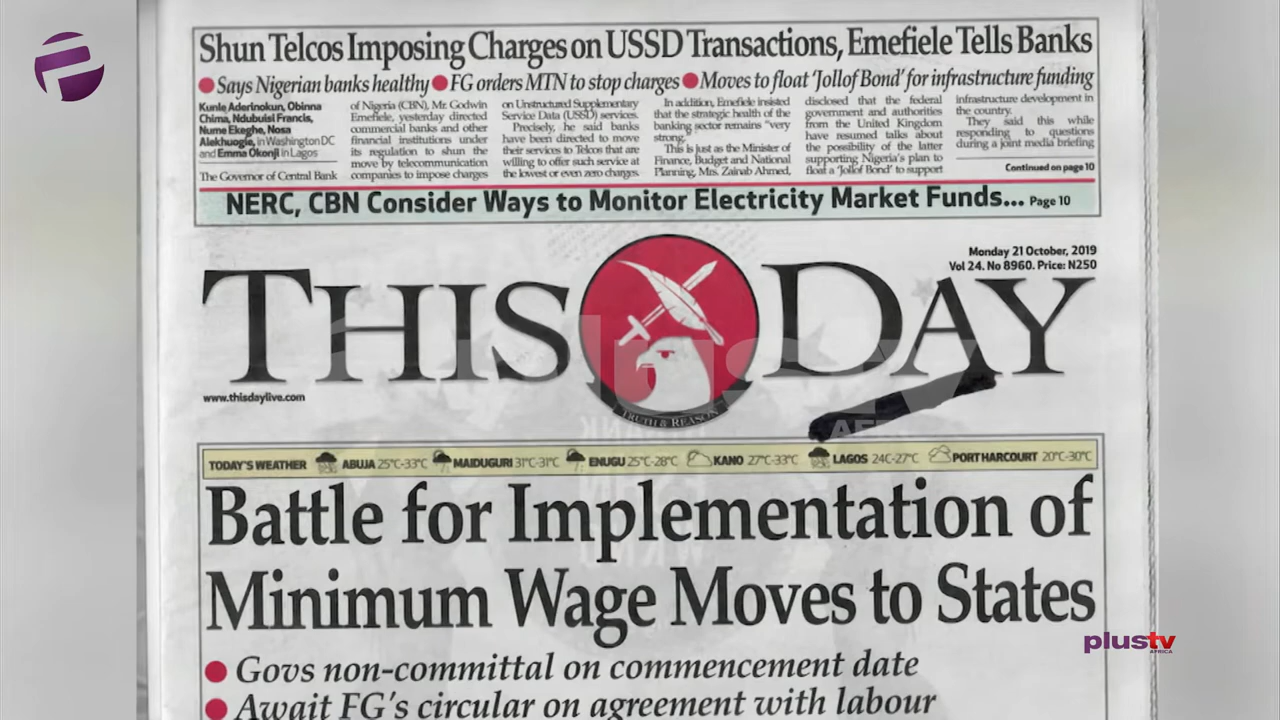 Shun Telcos Imposing Charges on USSD Transactions, Emefiele Tells Banks
Says Nigerian banks healthy ● FG orders MTN to stop charges ● Moves to float 'Jollof Bond' for infrastructure funding
Kunle Aderinokun, Obinna
Chima, Ndubuisi Francis,
Nume Ekeghe, Nosa
Alekhuogie, in Washington DC
and Emma Okonji in Lagos
The Governor of Central Bank
of Nigeria (CBN), Mr. Godwin
Emefiele, yesterday directed
commercial banks and other
financial institutions under
its regulation to shun the
move by telecommunication
companies to impose charges
on Unstructured Supplementary
Service Data (USSD) services.
Precisely, he said banks
have been directed to move
their services to Telcos that are
willing to offer such service at
the lowest or even zero charges.
In addition, Emefiele insisted
that the strategic health of the
banking sector remains "very
strong.
This is just as the Minister of
Finance, Budget and National
Planning, Mrs. Zainab Ahmed,
disclosed that the federal
government and authorities
from the United Kingdom
have resumed talks about
the possibility of the latter
supporting Nigeria's plan to
float a 'Jollof Bond' to support
infrastructure development in
the country.
They said this while
responding to questions
during a joint media briefing
Continued on page 10
NERC, CBN Consider Ways to Monitor Electricity Market Funds... Page 10
Monday 21 October, 2019
Vol 24. No 8960. Price: N250
THIS DAY
www.thisdaylive.com
TRUTH & REASON
TODAY'S WEATHER ABUJA 25°C-33°C MAIDUGURI 31°C-31°C ENUGU 25°C-28°C KANO 27°C-33°C LAGOS 24C-27°C PORT HARCOURT 20°C-30°C
Battle for Implementation of
Minimum Wage Moves to States
Govs non-committal on commencement date
Await FG's circular on agreement with labour
plustv
AFRICA